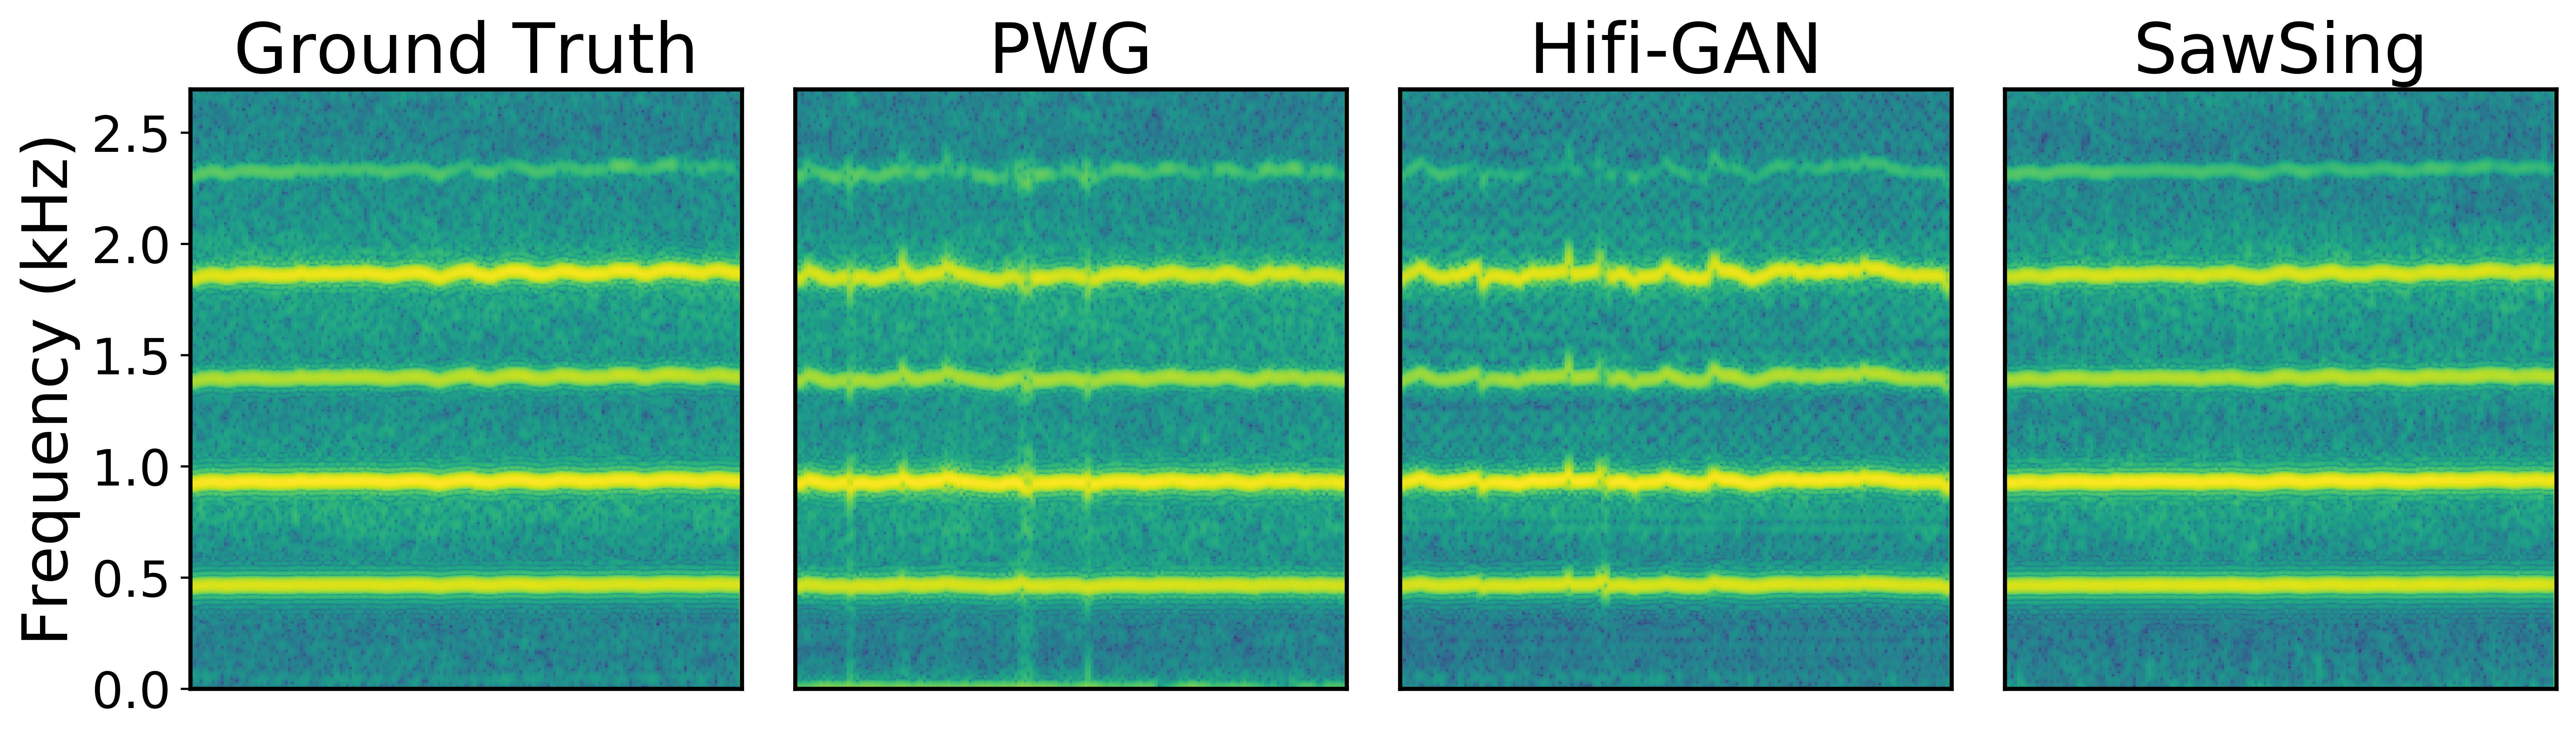 Ground Truth
PWG
Hifi-GAN
SawSing
Frequency (kHz)
2.5
2.0
1.5
1.0
0.5
0.0